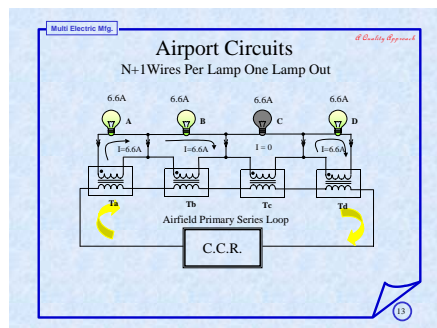 Multi Electric Mfg.
A Quality Approach
Airport Circuits
N+1Wires Per Lamp One Lamp Out
6.6A 6.6A 6.6A 6.6A
A B C D
I=6.6A I=6.6A I = 0 I=6.6A
Ta Tb Tc Td
Airfield Primary Series Loop
C.C.R.
13